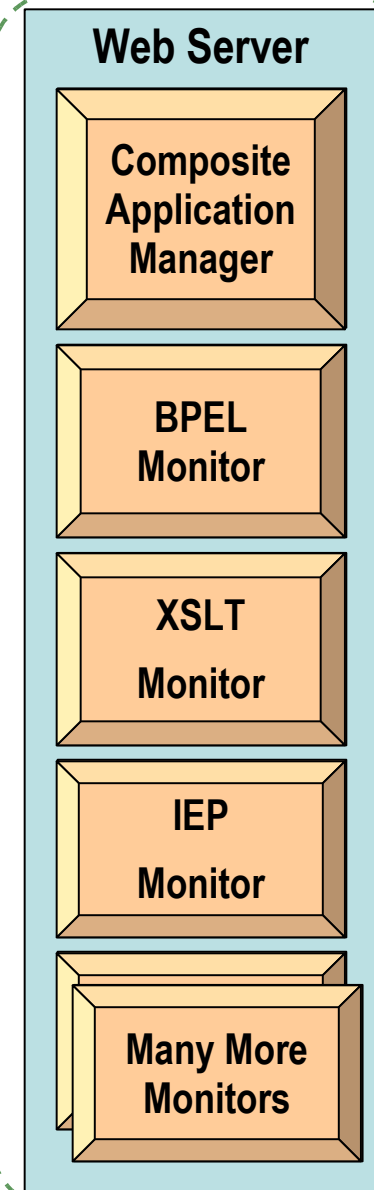 Web Server
Composite
Application
Manager
BPEL
Monitor
XSLT
Monitor
IEP
Monitor
Many More
Monitors